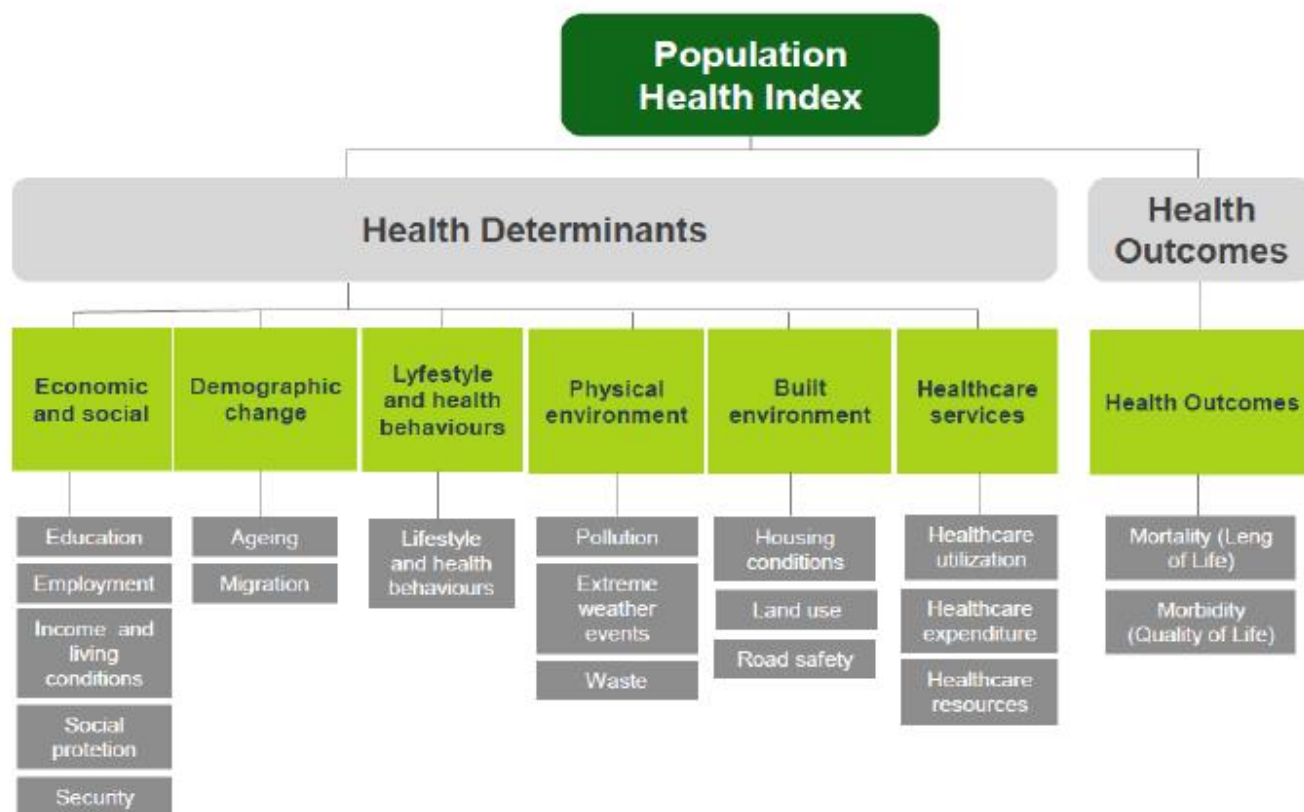 Population
Health Index
Health Determinants
Health
Outcomes
Economic
and social
Demographic
change
Lyfestyle
and health
behaviours
Physical
environment
Built
environment
Healthcare
services
Health Outcomes
Education
Employment
Income and
living
conditions
Social
protetion
Security
Ageing
Migration
Lifestyle
and health
behaviours
Pollution
Extreme
weather
events
Waste
Housing
conditions
Land use
Road safety
Healthcare
utilization
Healthcare
expenditure
Healthcare
resources
Mortality (Leng
of Life)
Morbidity
(Quality of Life)